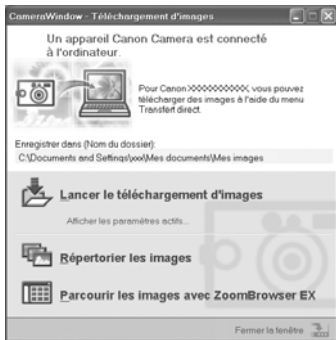 CameraWindow - Téléchargement d'images
Un appareil Canon Camera est connecté
à l'ordinateur.
Pour Canon XXXXXXXXXX, vous pouvez
télécharger des images à l'aide du menu
Transfert direct.
Enregistrer dans (Nom du dossier):
C:\Documents and Settings\xxx\Mes documents\Mes images
Lancer le téléchargement d'images
Afficher les paramètres actifs...
Répertorier les images
Parcourir les images avec ZoomBrowser EX
Fermer la fenêtre